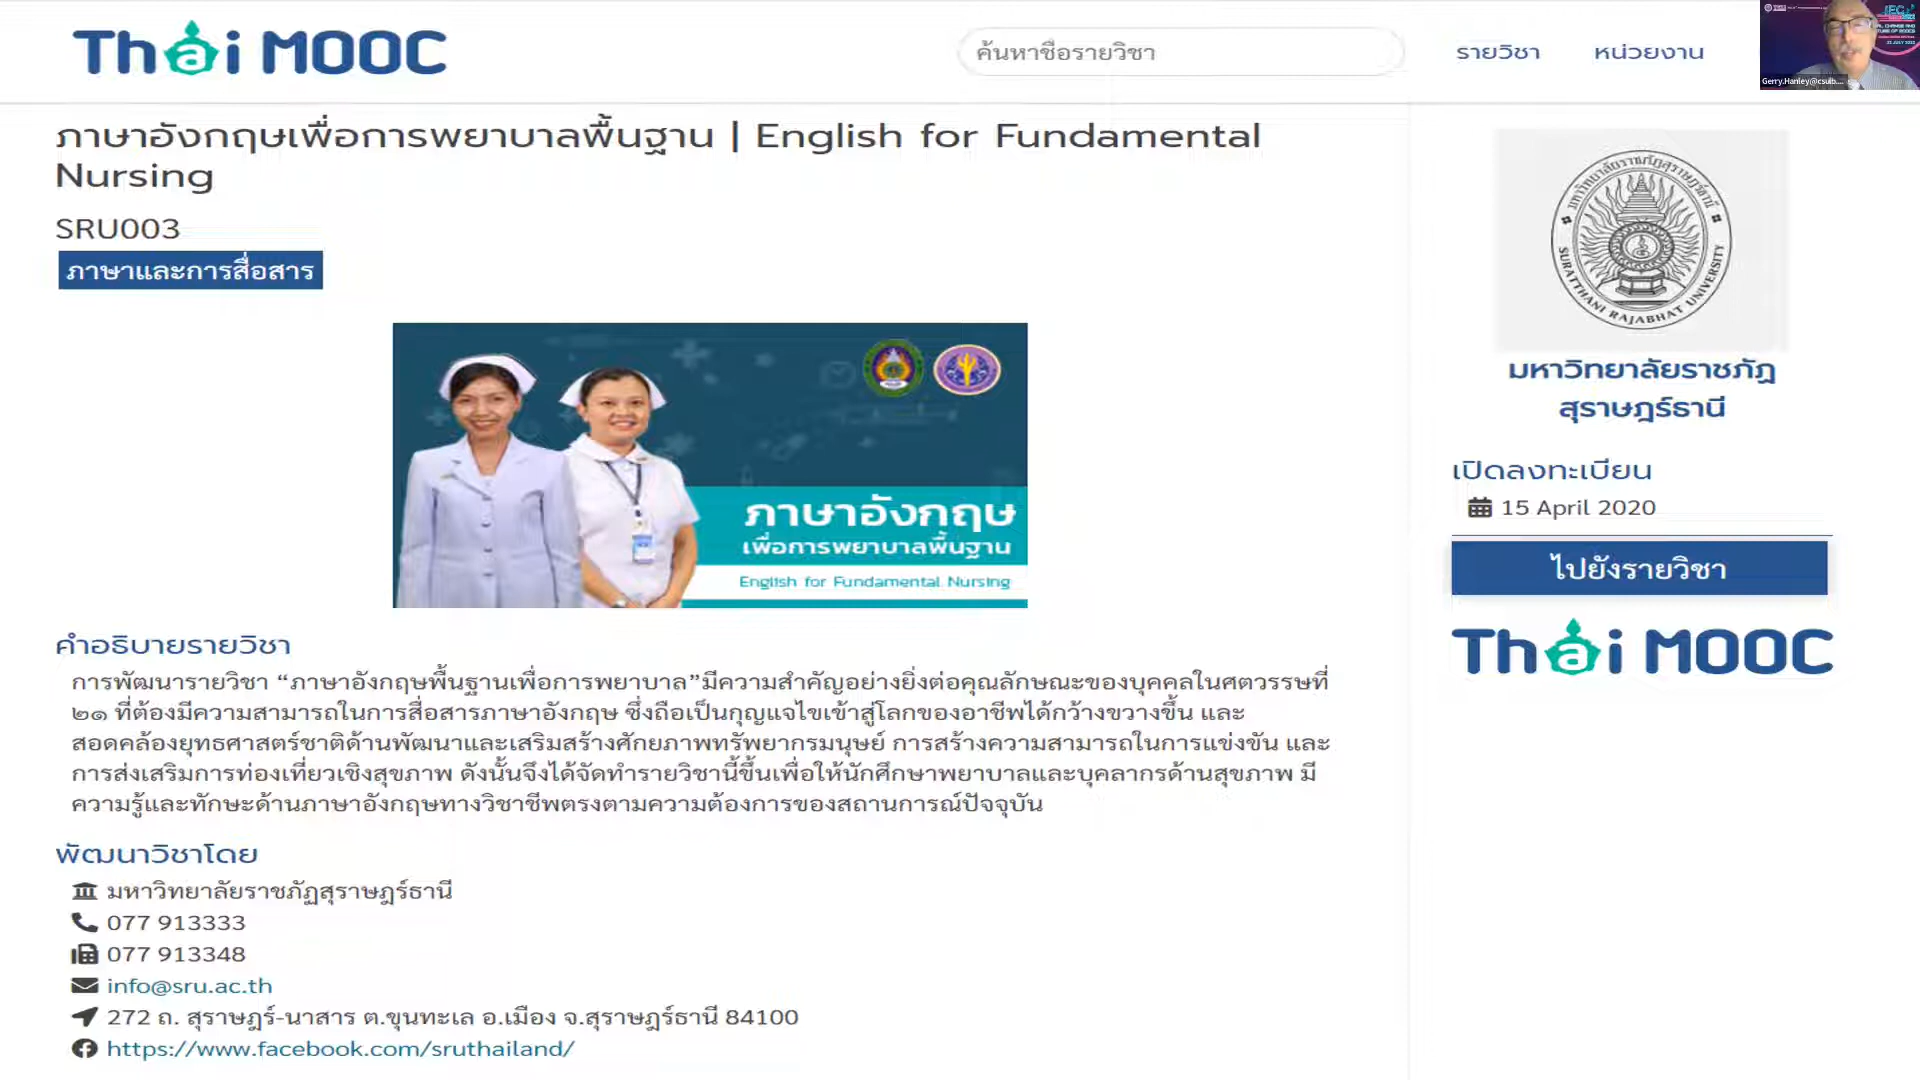 Thai MOOC
ค้นหาชื่อรายวิชา
รายวิชา
หน่วยงาน
Gerry.Hanley@csulb....
ภาษาอังกฤษเพื่อการพยาบาลพื้นฐาน | English for Fundamental
Nursing
SRU003
ภาษาและการสื่อสาร
ภาษาอังกฤษ
เพื่อการพยาบาลพื้นฐาน
English for Fundamental Nursing
คำอธิบายรายวิชา
การพัฒนารายวิชา “ภาษาอังกฤษพื้นฐานเพื่อการพยาบาล”มีความสำคัญอย่างยิ่งต่อคุณลักษณะของบุคคลในศตวรรษที่
๒๑ ที่ต้องมีความสามารถในการสื่อสารภาษาอังกฤษ ซึ่งถือเป็นกุญแจไขเข้าสู่โลกของอาชีพได้กว้างขวางขึ้น และ
สอดคล้องยุทธศาสตร์ชาติด้านพัฒนาและเสริมสร้างศักยภาพทรัพยากรมนุษย์ การสร้างความสามารถในการแข่งขัน และ
การส่งเสริมการท่องเที่ยวเชิงสุขภาพ ดังนั้นจึงได้จัดทำรายวิชานี้ขึ้นเพื่อให้นักศึกษาพยาบาลและบุคลากรด้านสุขภาพ มี
ความรู้และทักษะด้านภาษาอังกฤษทางวิชาชีพตรงตามความต้องการของสถานการณ์ปัจจุบัน
พัฒนาวิชาโดย
มหาวิทยาลัยราชภัฏสุราษฎร์ธานี
077 913333
077 913348
info@sru.ac.th
272 ถ. สุราษฎร์-นาสาร ต.ขุนทะเล อ.เมือง จ.สุราษฎร์ธานี 84100
https://www.facebook.com/sruthailand/
มหาวิทยาลัยราชภัฏสุราษฎร์ธานี
SURATTHANI RAJABHAT UNIVERSITY
มหาวิทยาลัยราชภัฏ
สุราษฎร์ธานี
เปิดลงทะเบียน
15 April 2020
ไปยังรายวิชา
Thai MOOC